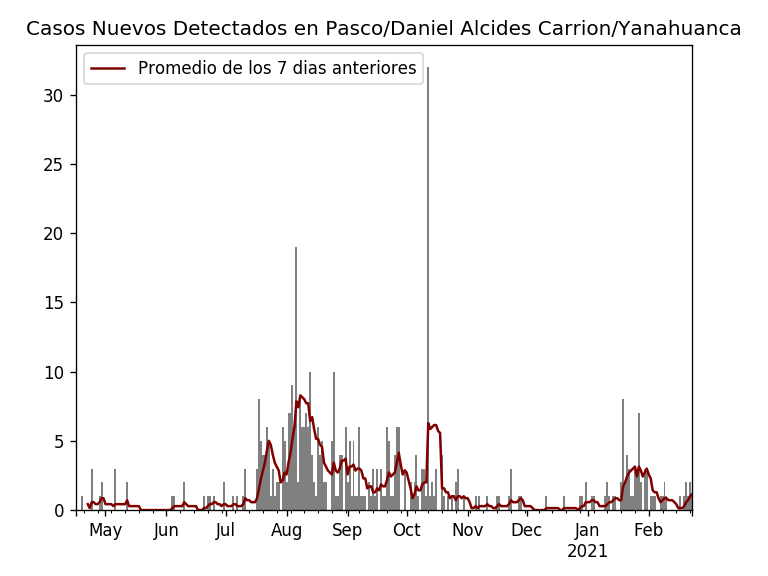 Casos Nuevos Detectados en Pasco/Daniel Alcides Carrion/Yanahuanca
Promedio de los 7 dias anteriores
30
25
20
15
10
5
0
May Jun Jul Aug Sep Oct Nov Dec Jan Feb
2021